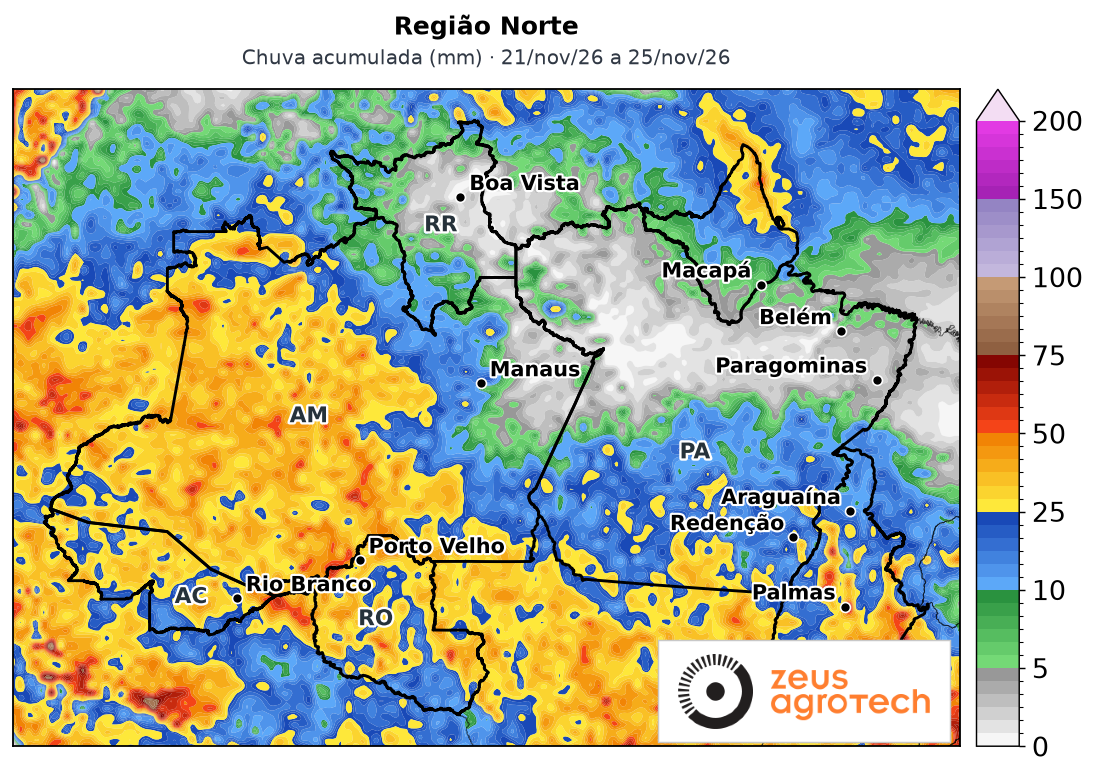 Região Norte
Chuva acumulada (mm) · 21/nov/26 a 25/nov/26
200
150
100
75
50
25
10
5
0
Boa Vista
RR
Macapá
Belém
Paragominas
Manaus
AM
PA
Araguaína
Redenção
Porto Velho
Rio Branco
AC
RO
Palmas
zeus
agrotech